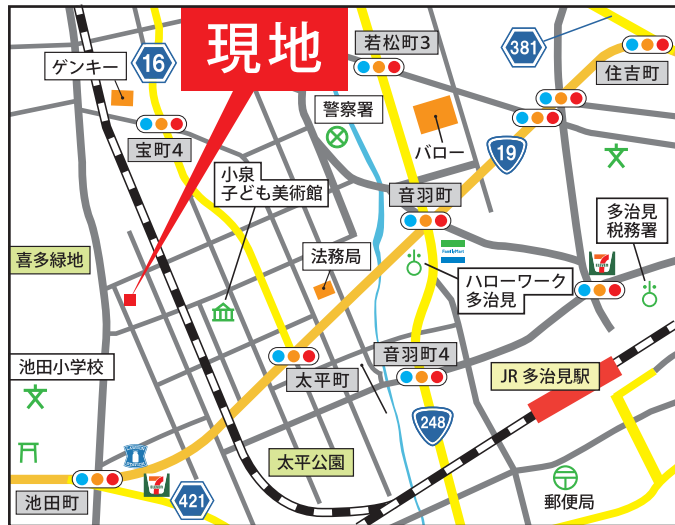 現地
ゲンキー
16
宝町4
若松町3
381
住吉町
警察署
バロー
19
小泉
子ども美術館
音羽町
FamilyMart
多治見
税務署
喜多緑地
法務局
ハローワーク
多治見
池田小学校
太平町
音羽町4
JR 多治見駅
248
太平公園
池田町
421
郵便局